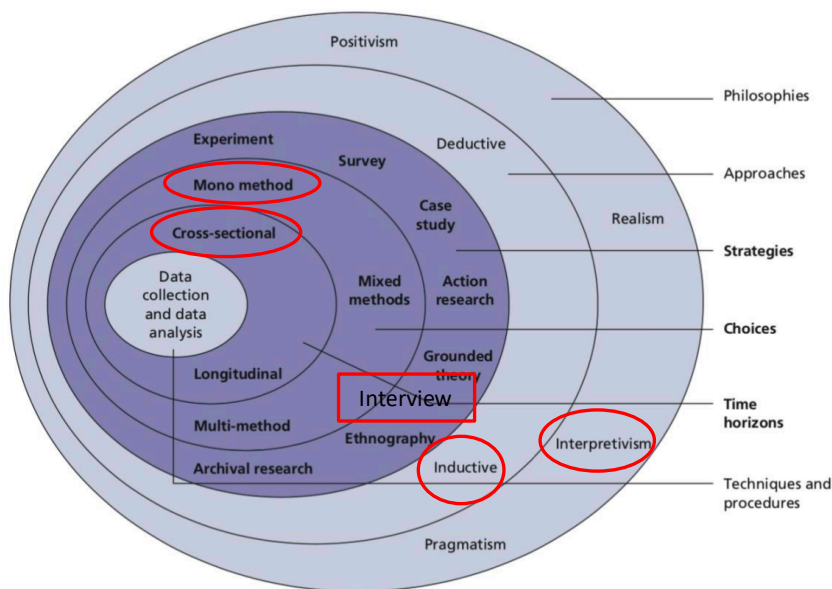 Positivism
Philosophies
Experiment
Deductive
Survey
Approaches
Mono method
Case
study
Realism
Cross-sectional
Strategies
Data
collection
and data
analysis
Mixed
methods
Action
research
Choices
Longitudinal
Grounded
theory
Interview
Time
horizons
Multi-method
Ethnography
Interpretivism
Archival research
Inductive
Techniques and
procedures
Pragmatism